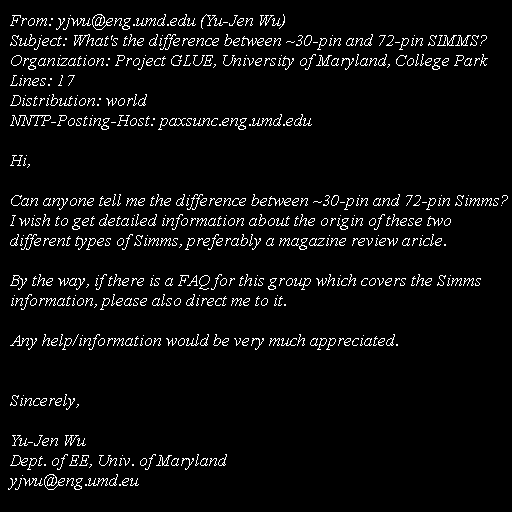 From: yjwu@eng.umd.edu (Yu-Jen Wu)
Subject: What's the difference between ~30-pin and 72-pin SIMMS?
Organization: Project GLUE, University of Maryland, College Park
Lines: 17
Distribution: world
NNTP-Posting-Host: paxsunc.eng.umd.edu

Hi,

Can anyone tell me the difference between ~30-pin and 72-pin Simms?
I wish to get detailed information about the origin of these two
different types of Simms, preferably a magazine review aricle.

By the way, if there is a FAQ for this group which covers the Simms
information, please also direct me to it.

Any help/information would be very much appreciated.


Sincerely,

Yu-Jen Wu
Dept. of EE, Univ. of Maryland
yjwu@eng.umd.eu